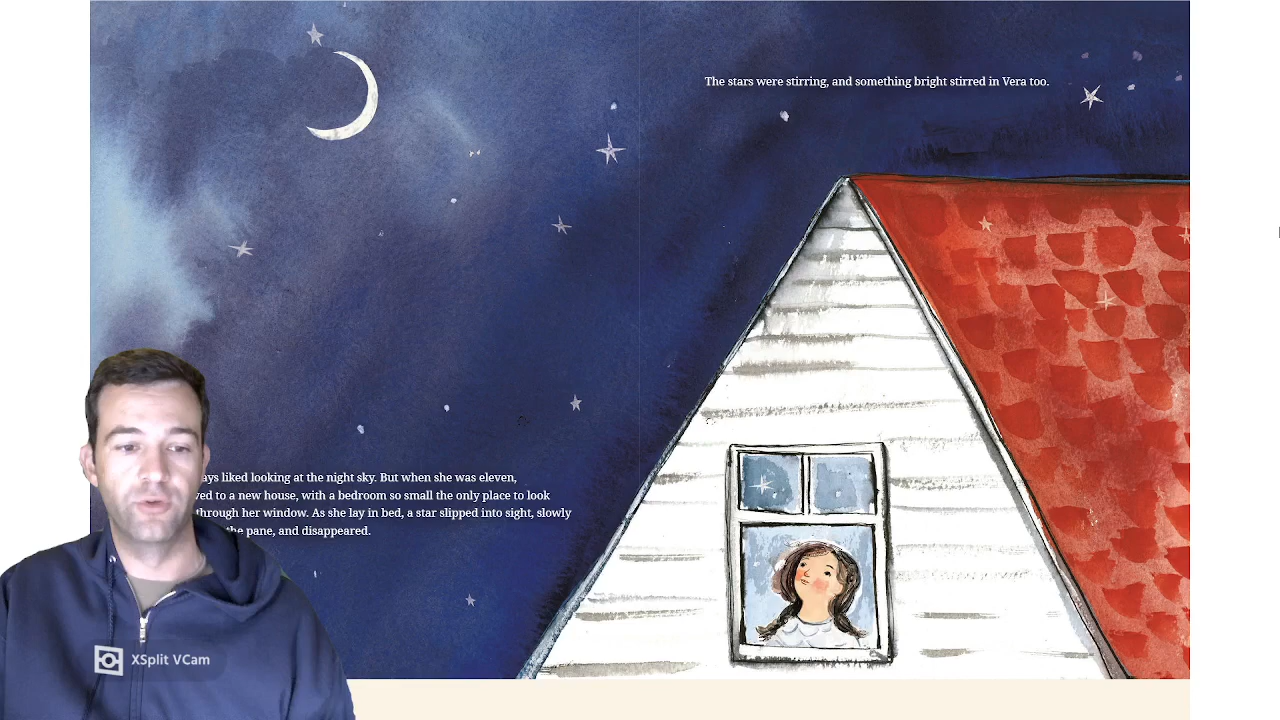 The stars were stirring, and something bright stirred in Vera too.
ays liked looking at the night sky. But when she was eleven,
ved to a new house, with a bedroom so small the only place to look
through her window. As she lay in bed, a star slipped into sight, slowly
the pane, and disappeared.
XSplit VCam